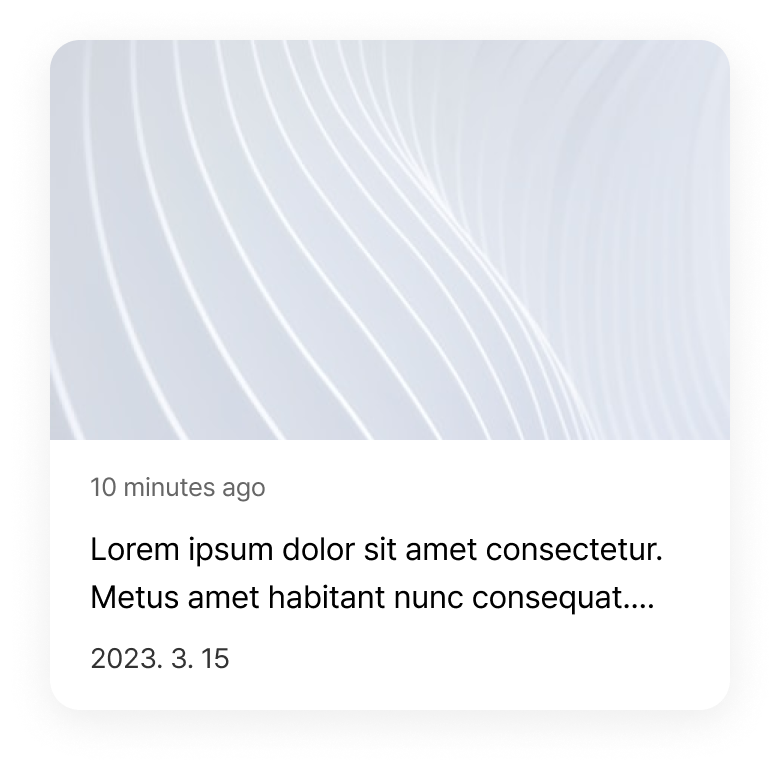 10 minutes ago
Lorem ipsum dolor sit amet consectetur.
Metus amet habitant nunc consequat....
2023. 3. 15